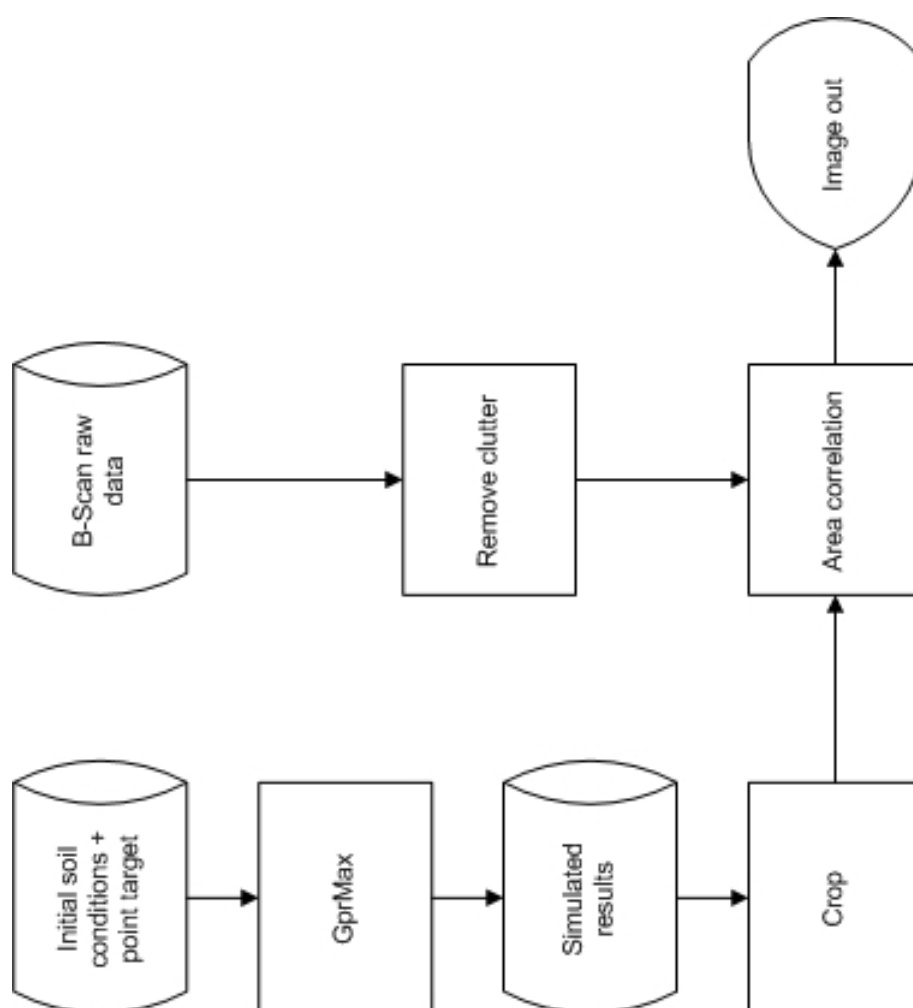 Initial soil
conditions +
point target
GprMax
Simulated
results
Crop
B-Scan raw
data
Remove clutter
Area correlation
Image out